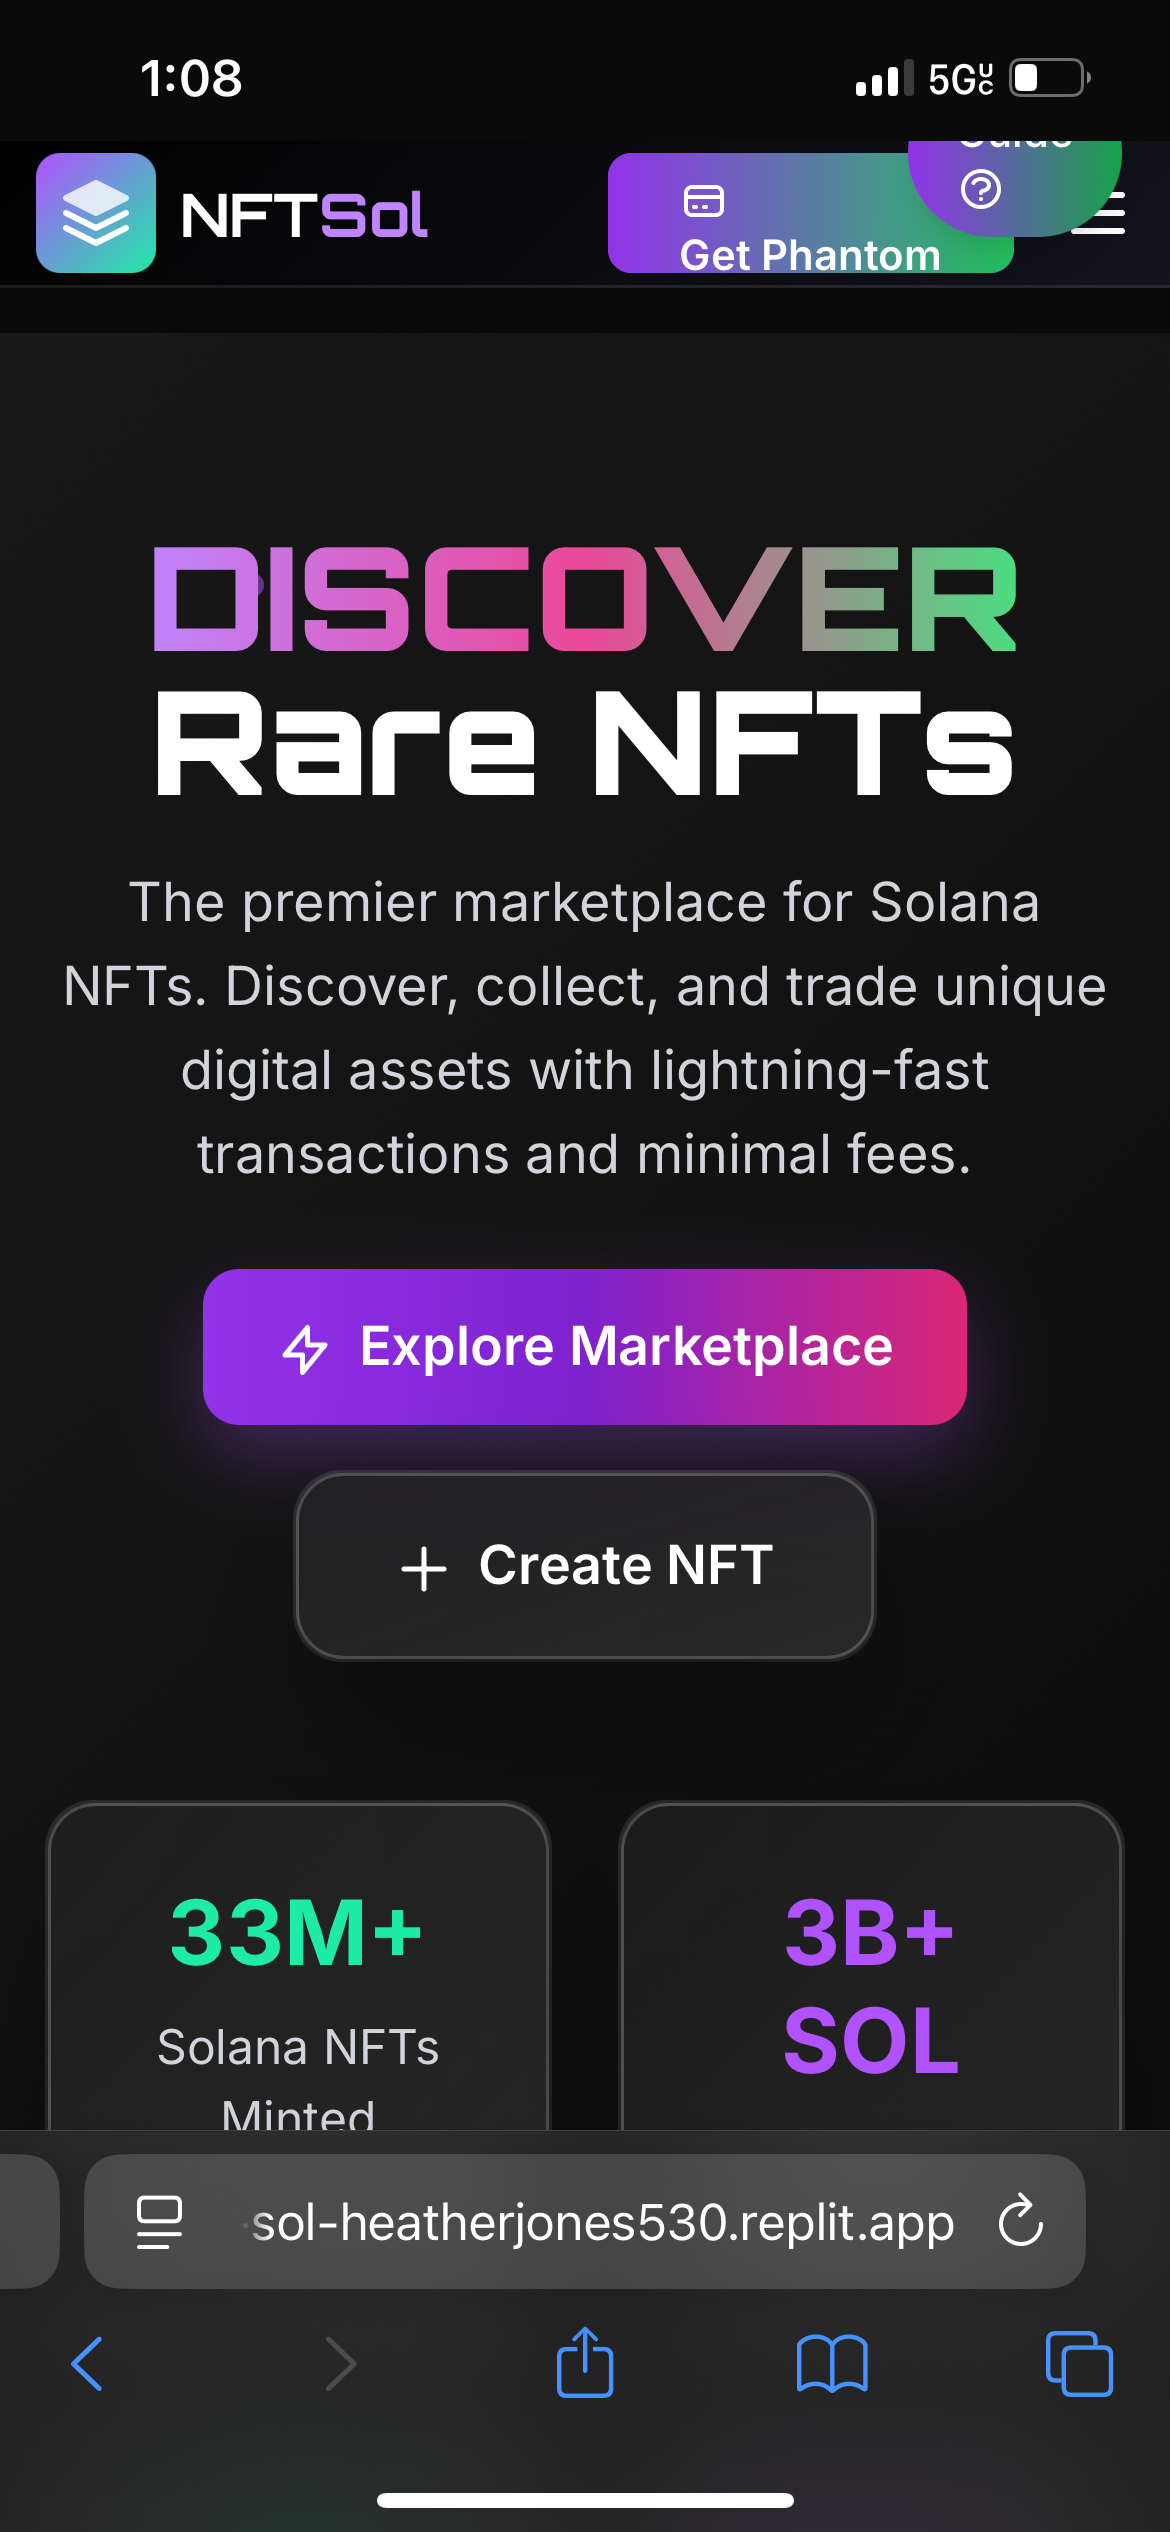 1:08
5G UC
Guide
NFTSol
Get Phantom
DISCOVER
Rare NFTs
The premier marketplace for Solana
NFTs. Discover, collect, and trade unique
digital assets with lightning-fast
transactions and minimal fees.
Explore Marketplace
Create NFT
33M+
Solana NFTs
Minted
3B+
SOL
sol-heatherjones530.replit.app